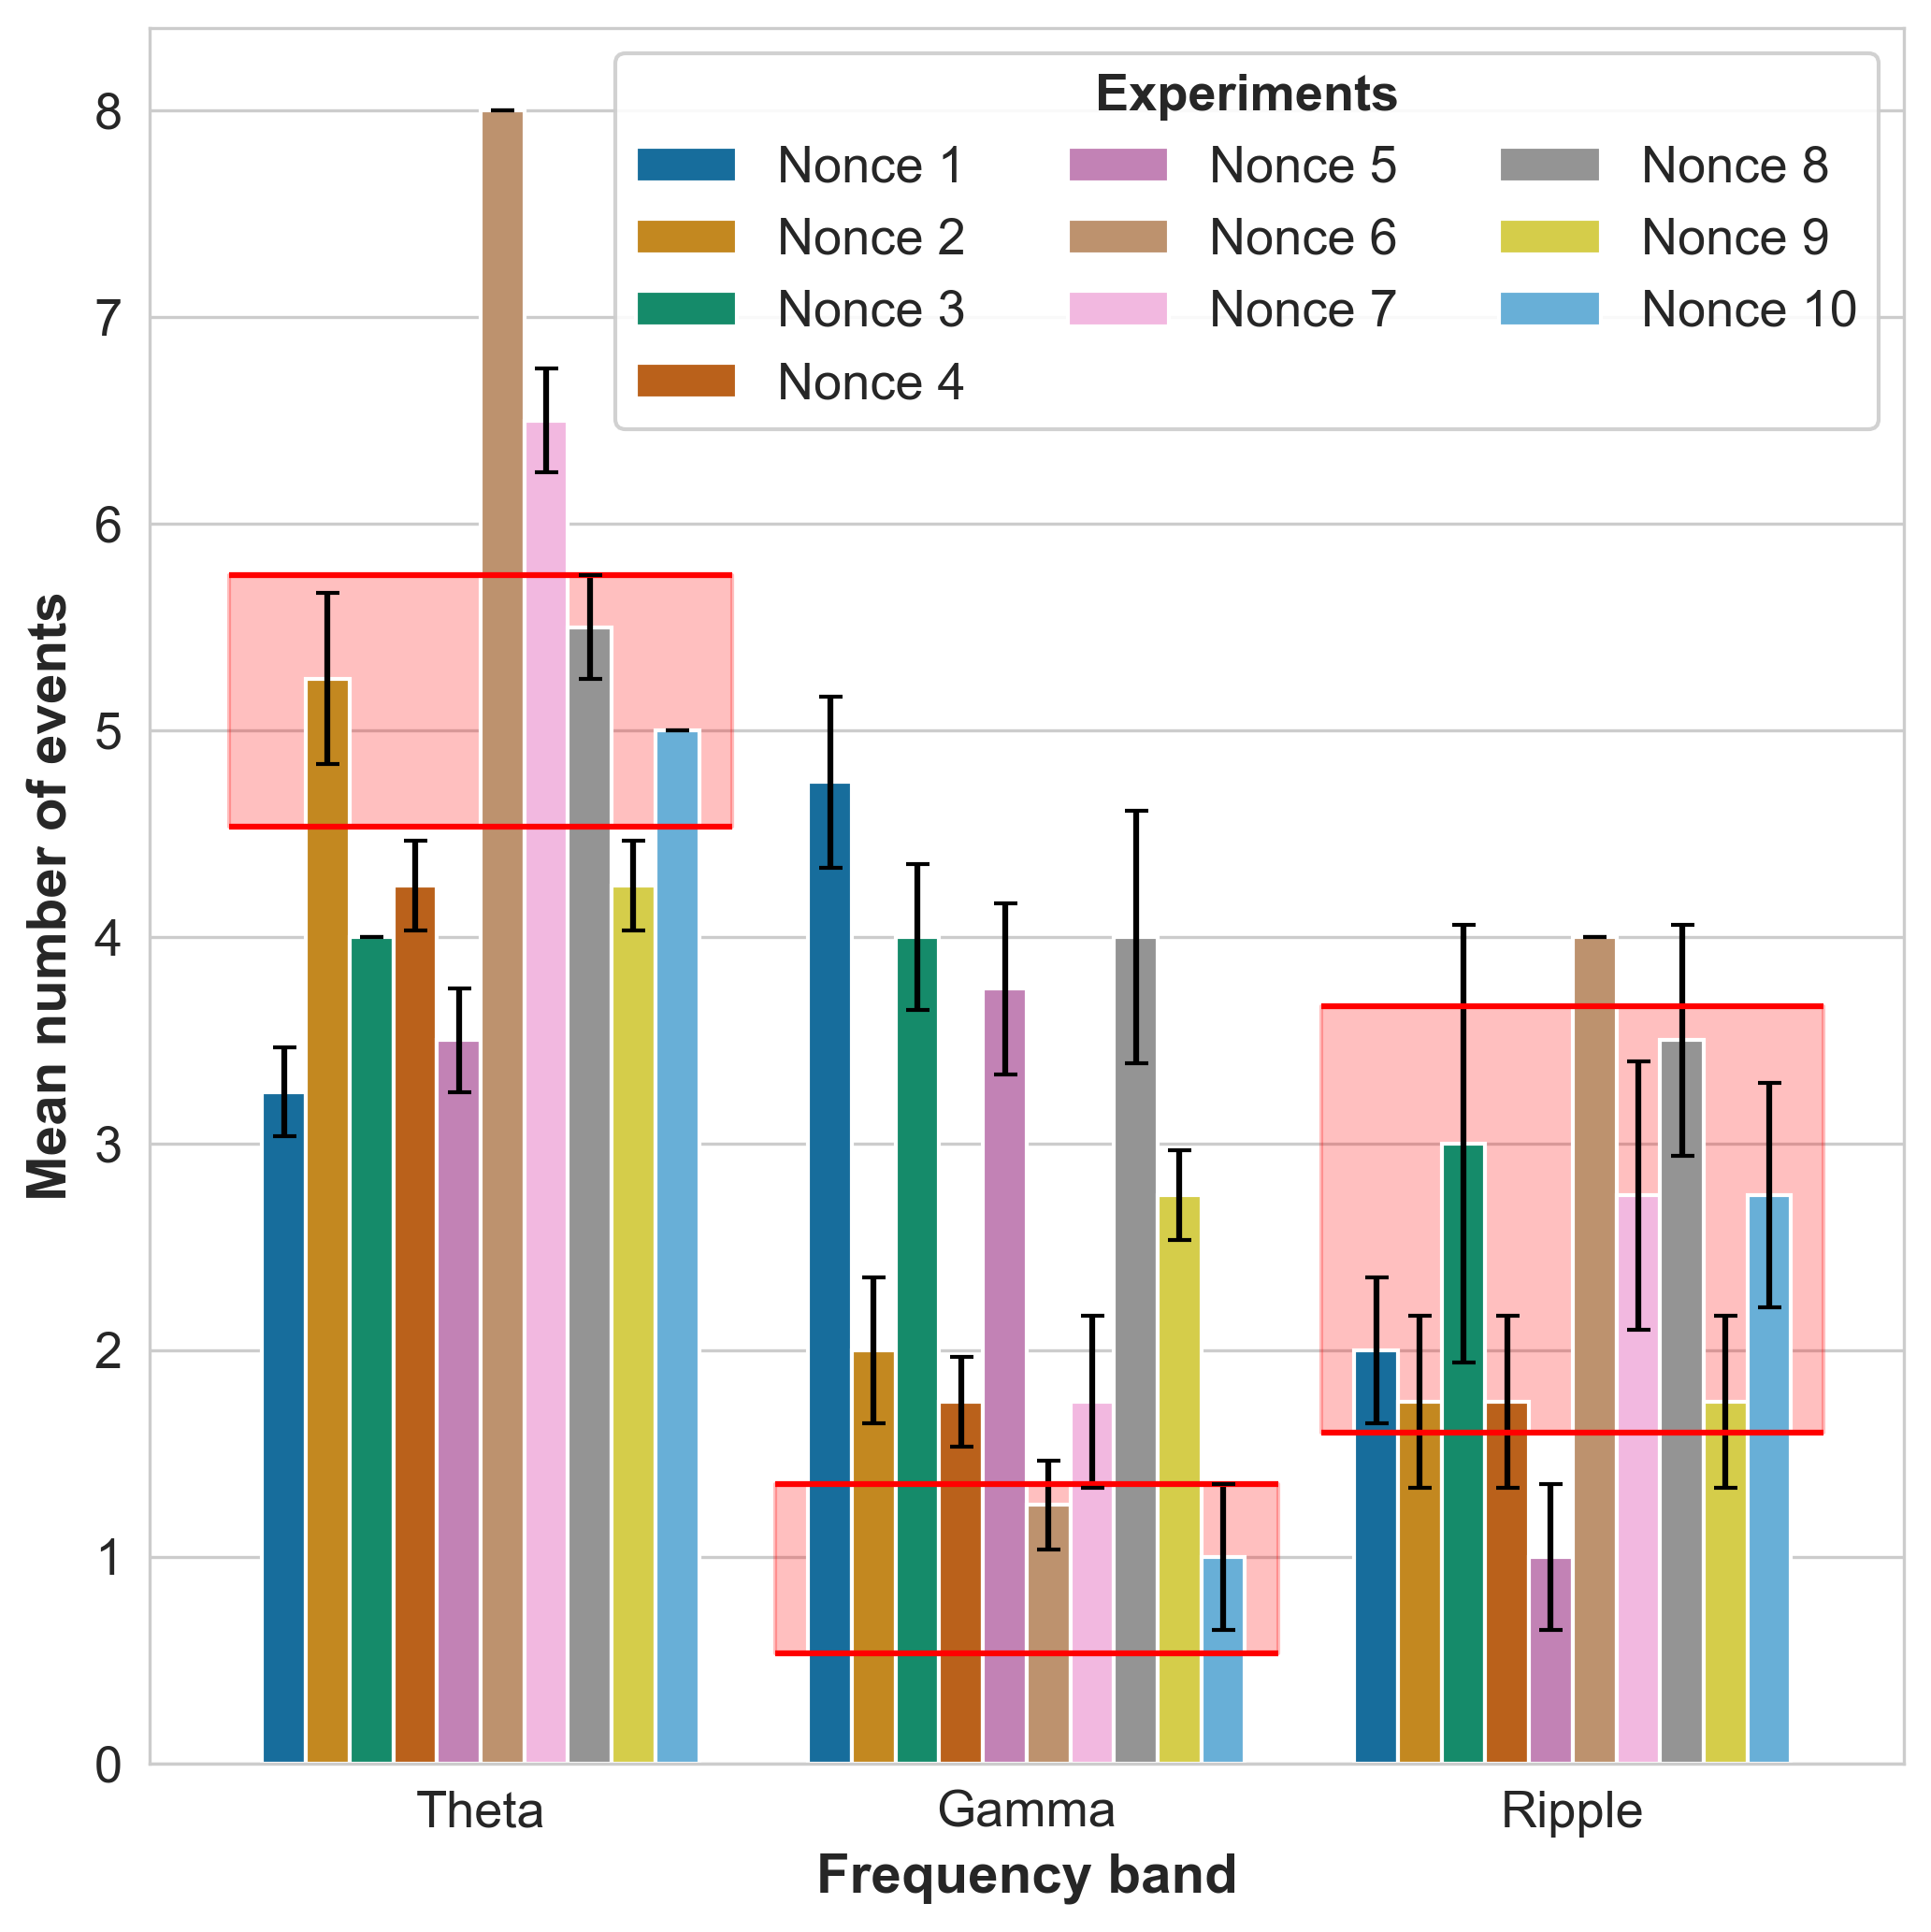 Experiments
Nonce 1
Nonce 2
Nonce 3
Nonce 4
Nonce 5
Nonce 6
Nonce 7
Nonce 8
Nonce 9
Nonce 10
Mean number of events
8
7
6
5
4
3
2
1
0
Theta Gamma Ripple
Frequency band